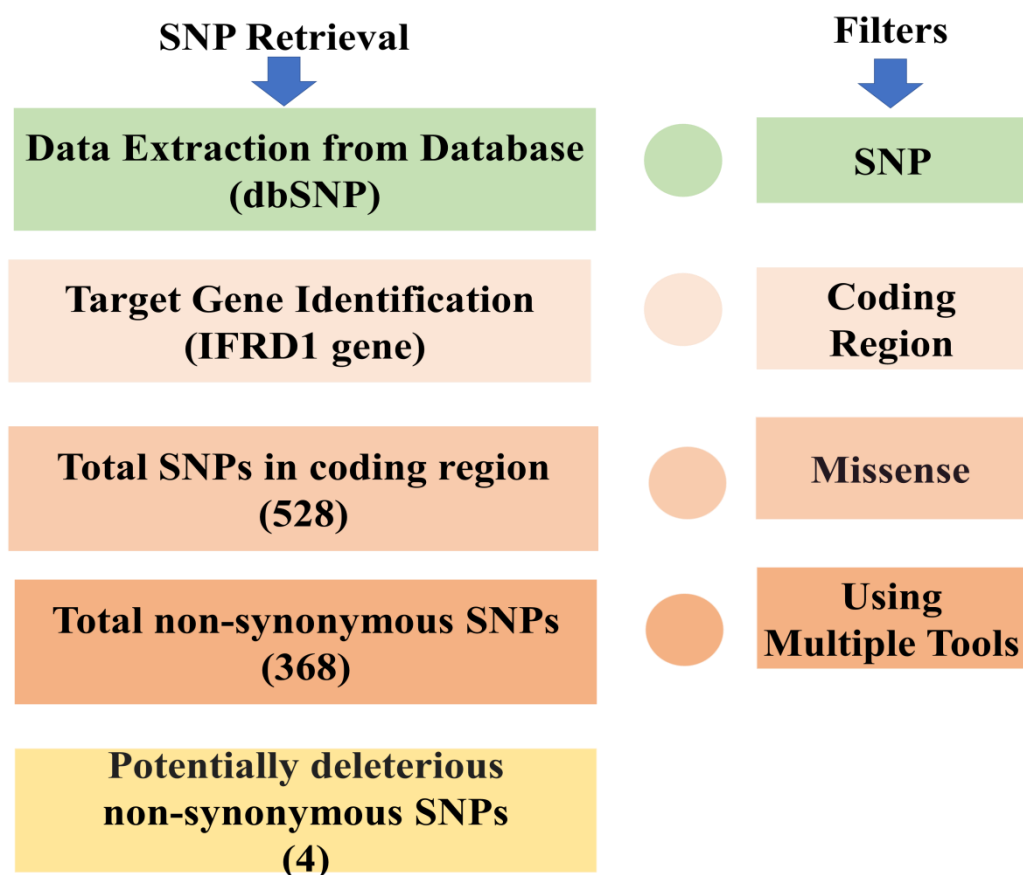 SNP Retrieval
Filters
Data Extraction from Database
(dbSNP)
SNP
Target Gene Identification
(IFRD1 gene)
Coding
Region
Total SNPs in coding region
(528)
Missense
Total non-synonymous SNPs
(368)
Using
Multiple Tools
Potentially deleterious
non-synonymous SNPs
(4)